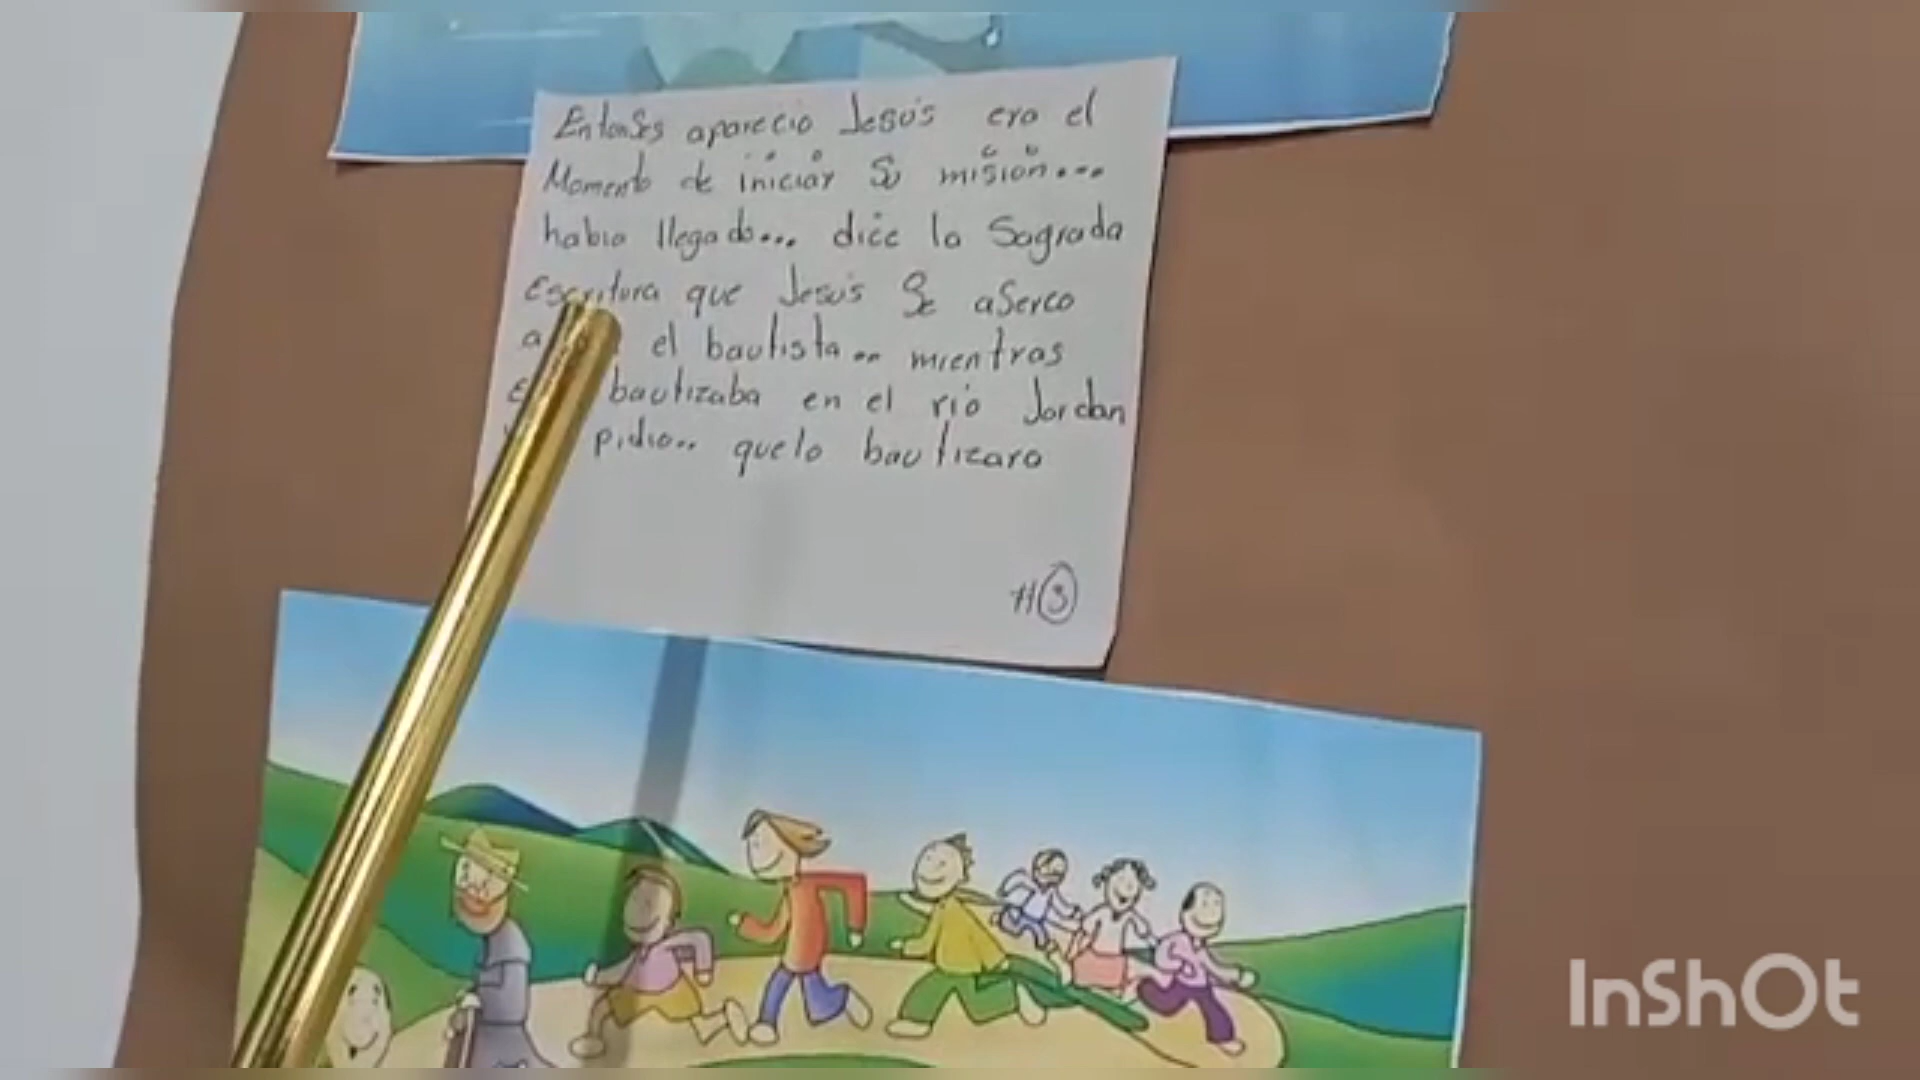 Entonses aparecio Jesús era el
Momento de iniciar Su misión...
habia llegado... dice la Sagrada
Escritura que Jesús Se aSerco
a el bautista... mientras
bautizaba en el rio Jordan
pidio... quelo bautizara
#3
InShOt